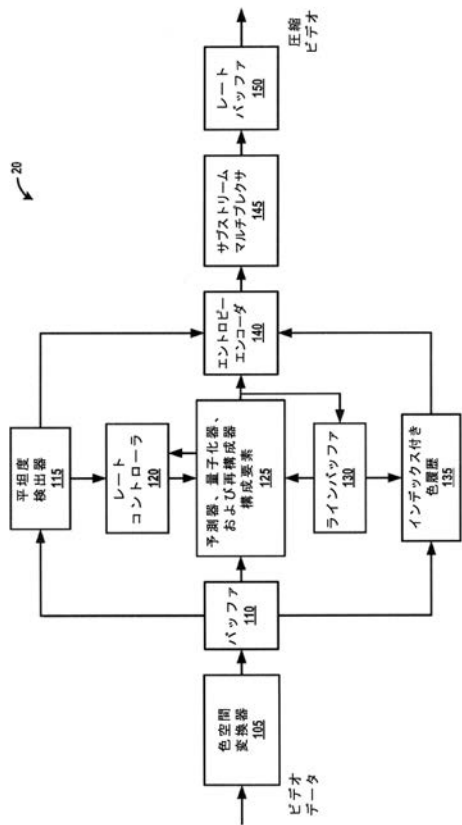 20
ビデオ
データ
色空間
変換器
105
バッファ
110
平坦度
検出器
115
レート
コントローラ
120
予測器、量子化器、
および再構成器
構成要素
125
ラインバッファ
130
インデックス付き
色履歴
135
エントロピー
エンコーダ
140
サブストリーム
マルチプレクサ
145
レート
バッファ
150
圧縮
ビデオ